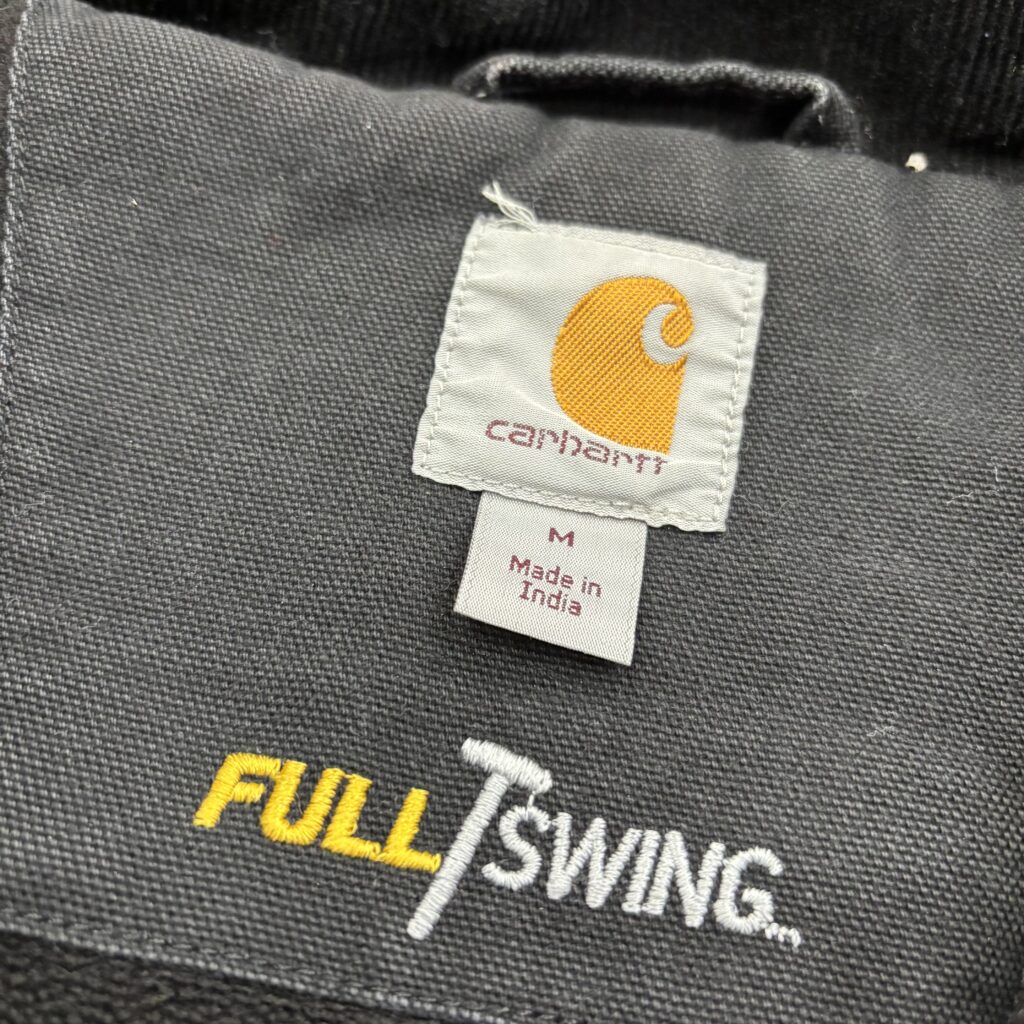 carhartt
M
Made in
India
FULL SWING...